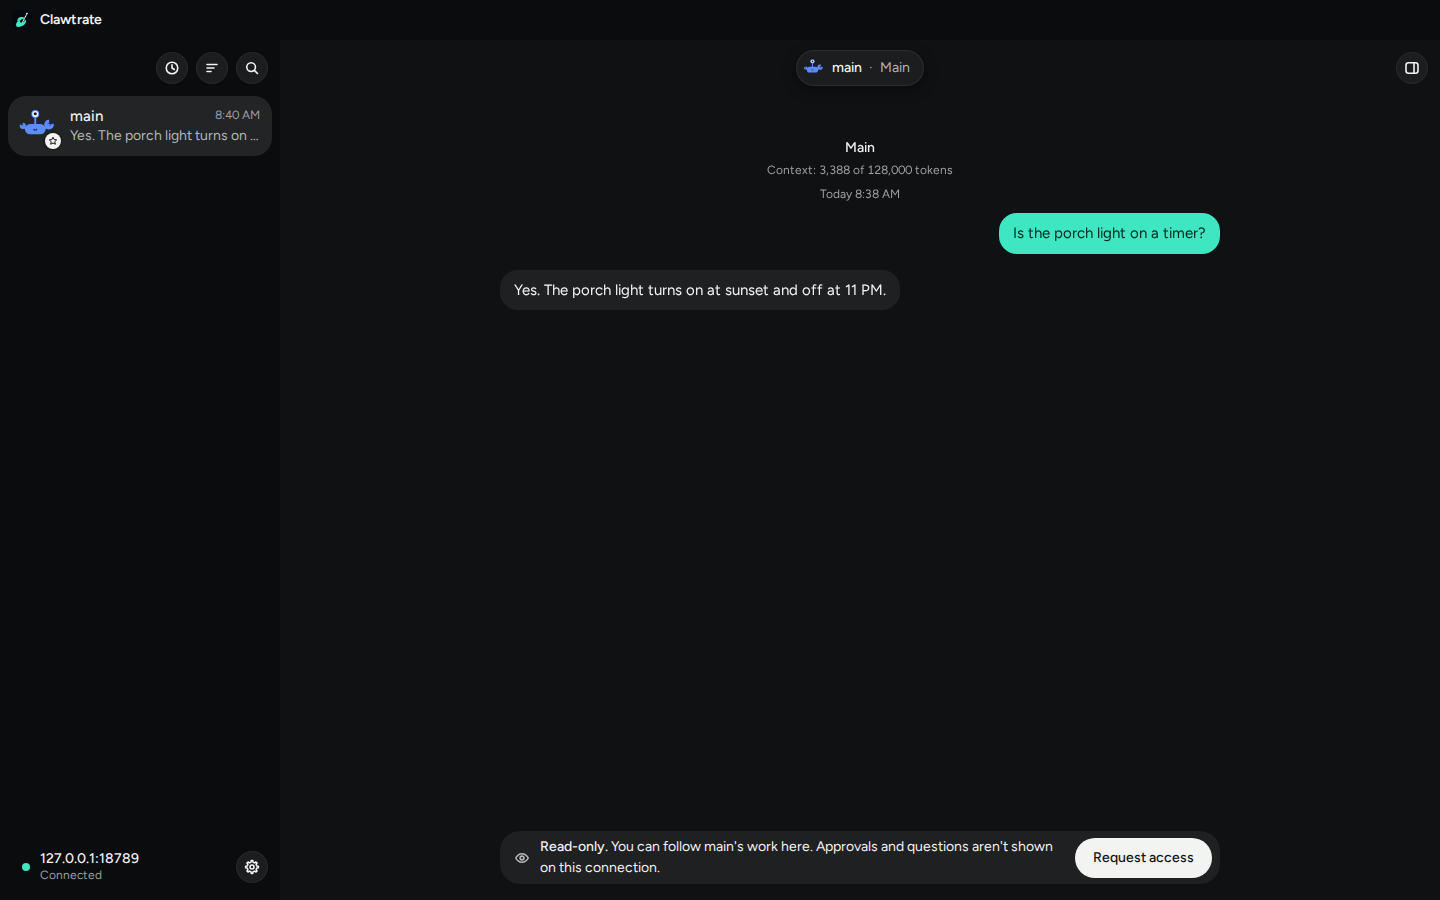 Clawtrate
main
8:40 AM
Yes. The porch light turns on ...
main · Main
Main
Context: 3,388 of 128,000 tokens
Today 8:38 AM
Is the porch light on a timer?
Yes. The porch light turns on at sunset and off at 11 PM.
127.0.0.1:18789
Connected
Read-only. You can follow main's work here. Approvals and questions aren't shown
on this connection.
Request access